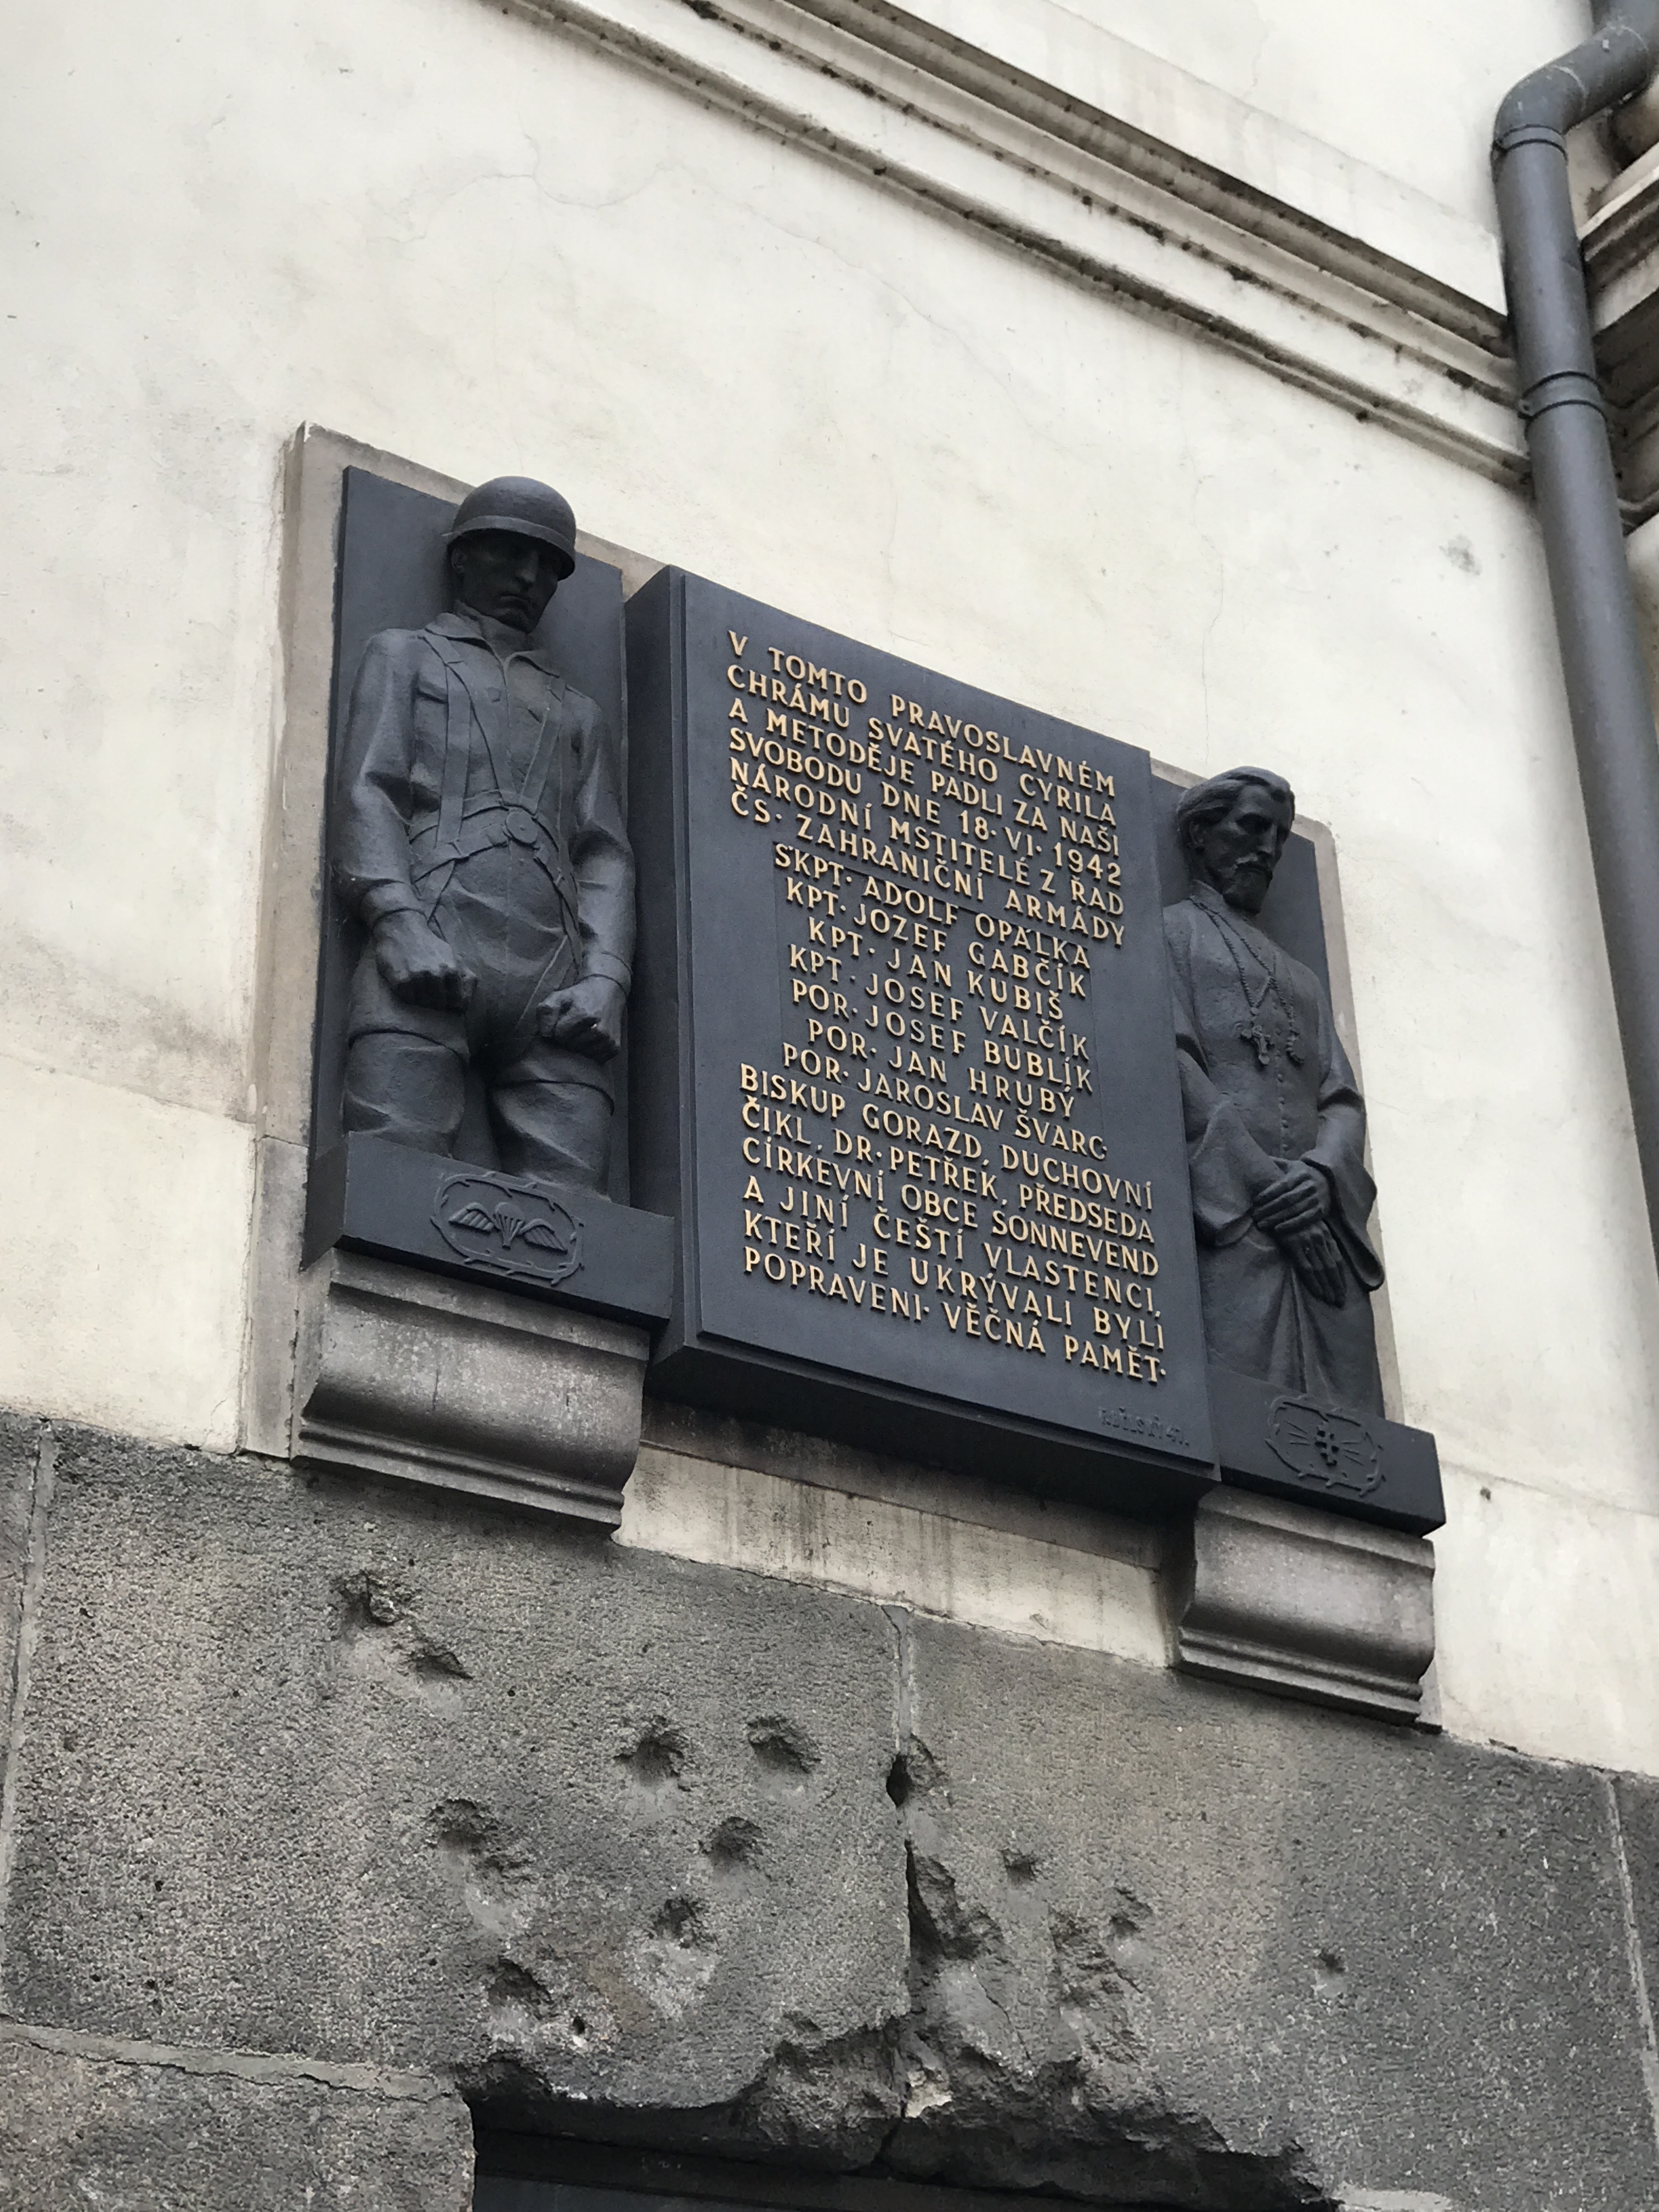 V TOMTO PRAVOSLAVNÉM
CHRÁMU SVATÉHO CYRILA
A METODĚJE PADLI ZA NAŠI
SVOBODU DNE 18·VI·1942
NÁRODNÍ MSTITELÉ Z ŘAD
ČS· ZAHRANIČNÍ ARMÁDY
SKPT· ADOLF OPÁLKA
KPT· JOZEF GABČÍK
KPT· JAN KUBIŠ
KPT· JOSEF VALČÍK
POR· JOSEF BUBLÍK
POR· JAN HRUBÝ
POR· JAROSLAV ŠVARC
BISKUP GORAZD, DUCHOVNÍ
ČIKL, DR·PETŘEK, PŘEDSEDA
CÍRKEVNÍ OBCE SONNEVEND
A JINÍ ČEŠTÍ VLASTENCI,
KTEŘÍ JE UKRÝVALI BYLI
POPRAVENI· VĚČNÁ PAMĚT·